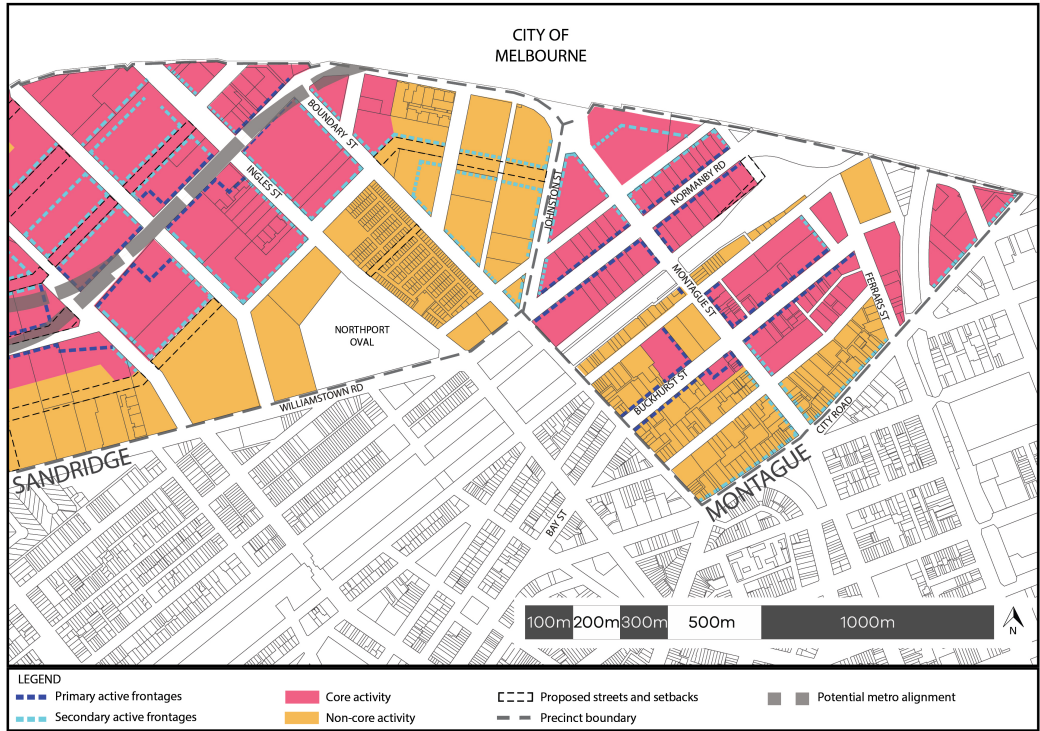 CITY OF
MELBOURNE
BOUNDARY ST
INGLES ST
JOHNSTON ST
NORMANBY RD
MONTAGUE ST
FERRARS ST
NORTHPORT
OVAL
BUCKHURST ST
WILLIAMSTOWN RD
CITY ROAD
SANDRIDGE
MONTAGUE
BAY ST
100m 200m 300m 500m 1000m
N
LEGEND
Primary active frontages
Secondary active frontages
Core activity
Non-core activity
Proposed streets and setbacks
Precinct boundary
Potential metro alignment